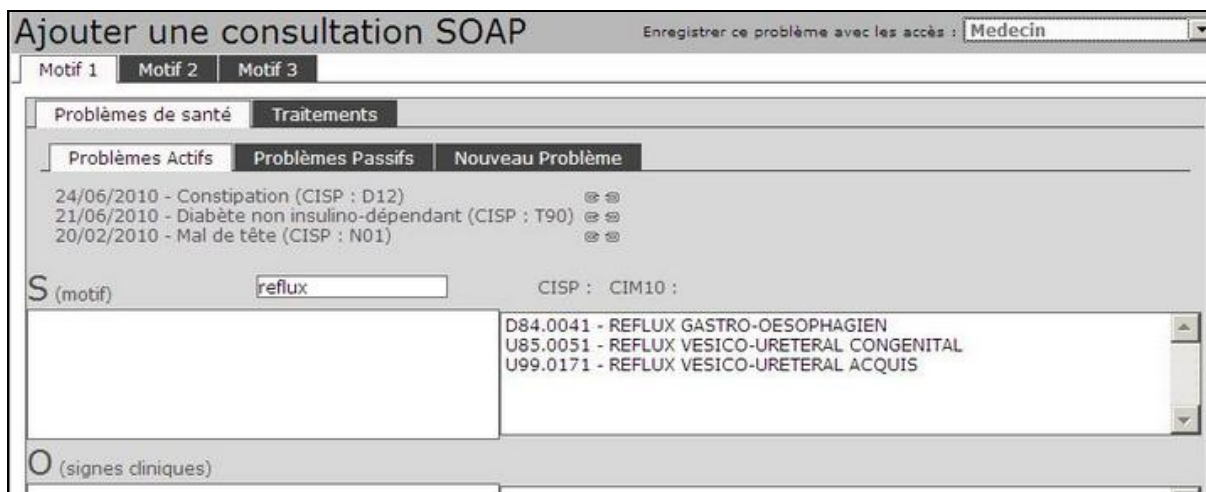 Ajouter une consultation SOAP
Enregistrer ce problème avec les accès : Medecin
Motif 1 Motif 2 Motif 3
Problèmes de santé Traitements
Problèmes Actifs Problèmes Passifs Nouveau Problème
24/06/2010 - Constipation (CISP : D12)
21/06/2010 - Diabète non insulino-dépendant (CISP : T90)
20/02/2010 - Mal de tête (CISP : N01)
S (motif) reflux CISP : CIM10 :
D84.0041 - REFLUX GASTRO-OESOPHAGIEN
U85.0051 - REFLUX VESICO-URETERAL CONGENITAL
U99.0171 - REFLUX VESICO-URETERAL ACQUIS
O (signes cliniques)